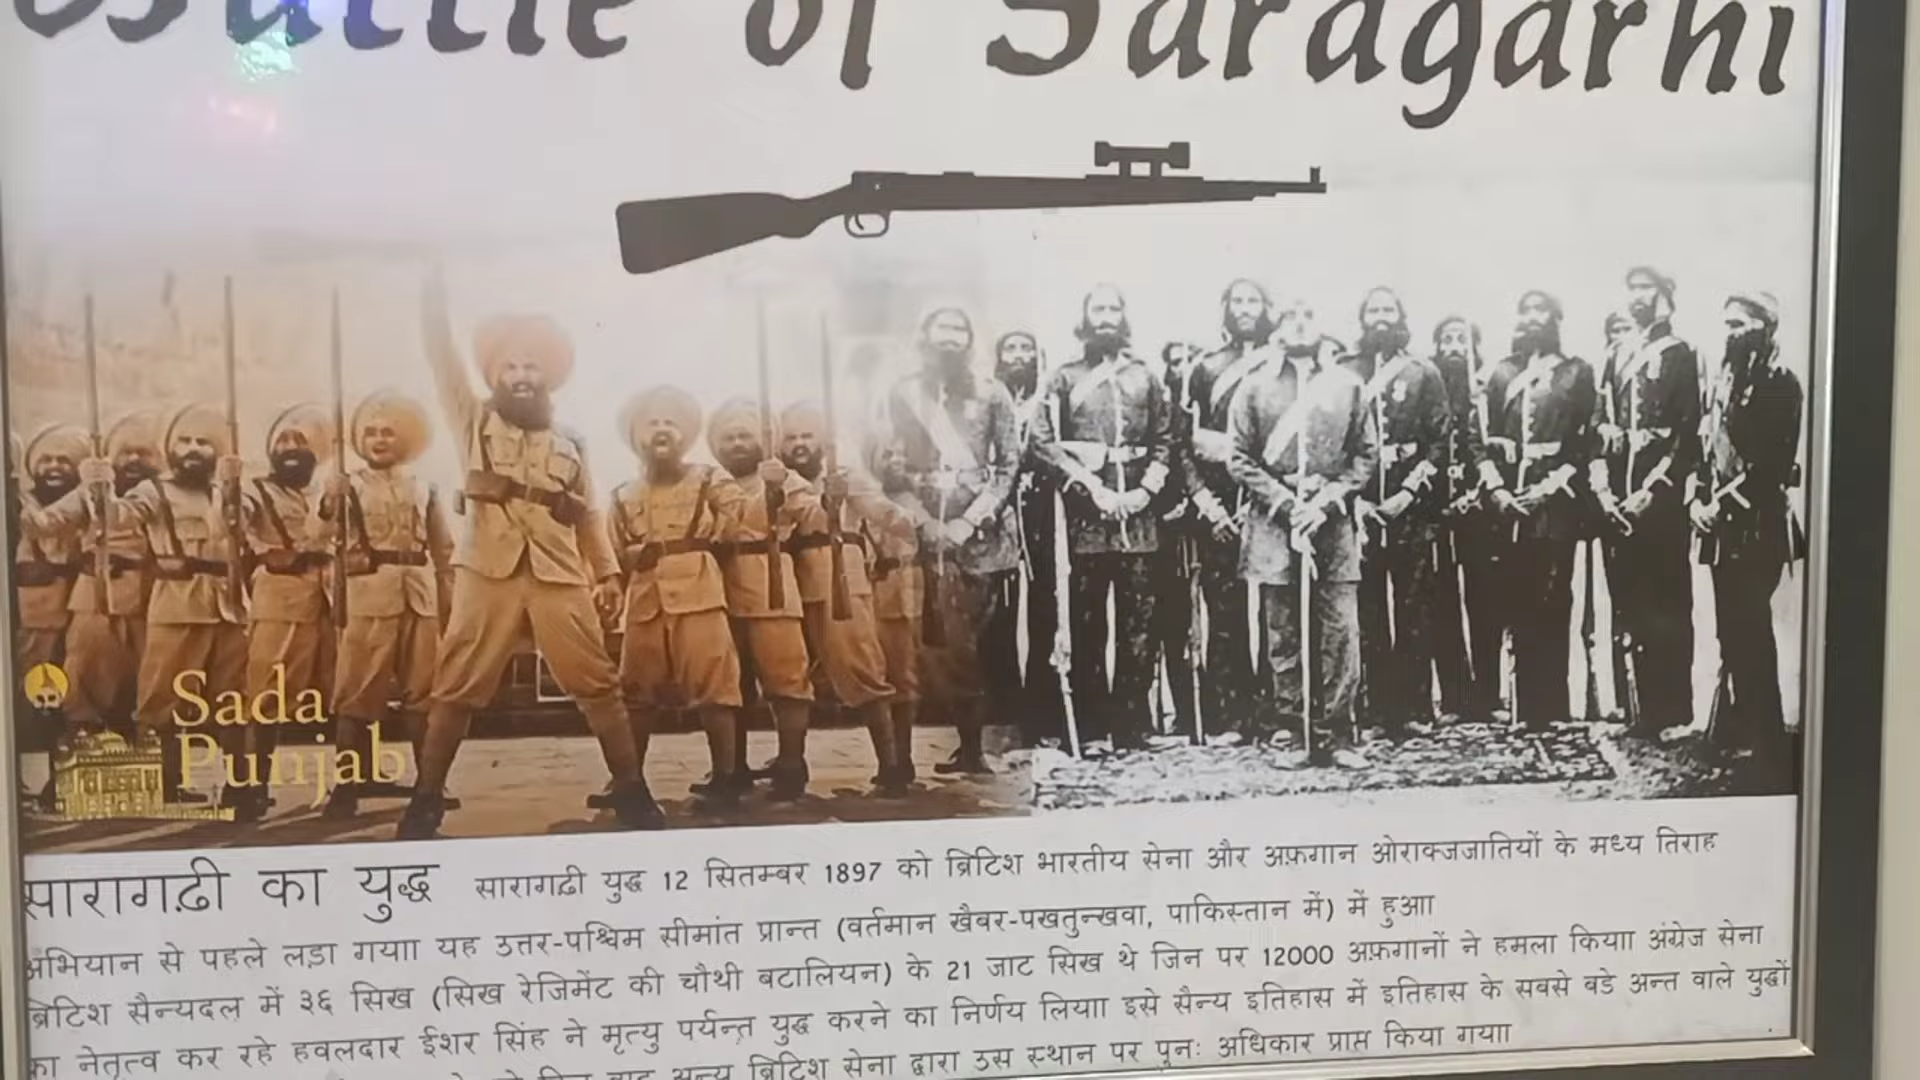 Battle of Saragarhi
Sada
Punjab
सारागढ़ी का युद्ध सारागढ़ी युद्ध 12 सितम्बर 1897 को ब्रिटिश भारतीय सेना और अफ़गान ओराक्जजातियों के मध्य तिराह
अभियान से पहले लड़ा गयाा यह उत्तर-पश्चिम सीमांत प्रान्त (वर्तमान खैबर-पखतुन्खवा, पाकिस्तान में) में हुआा
ब्रिटिश सैन्यदल में ३६ सिख (सिख रेजिमेंट की चौथी बटालियन) के 21 जाट सिख थे जिन पर 12000 अफ़गानों ने हमला कियाा अंग्रेज सेना
का नेतृत्व कर रहे हवलदार ईशर सिंह ने मृत्यु पर्यन्त युद्ध करने का निर्णय लियाा इसे सैन्य इतिहास में इतिहास के सबसे बडे अन्त वाले युद्धों
अन्य ब्रिटिश सेना द्वारा उस स्थान पर पुनः अधिकार प्राप्त किया गयाा